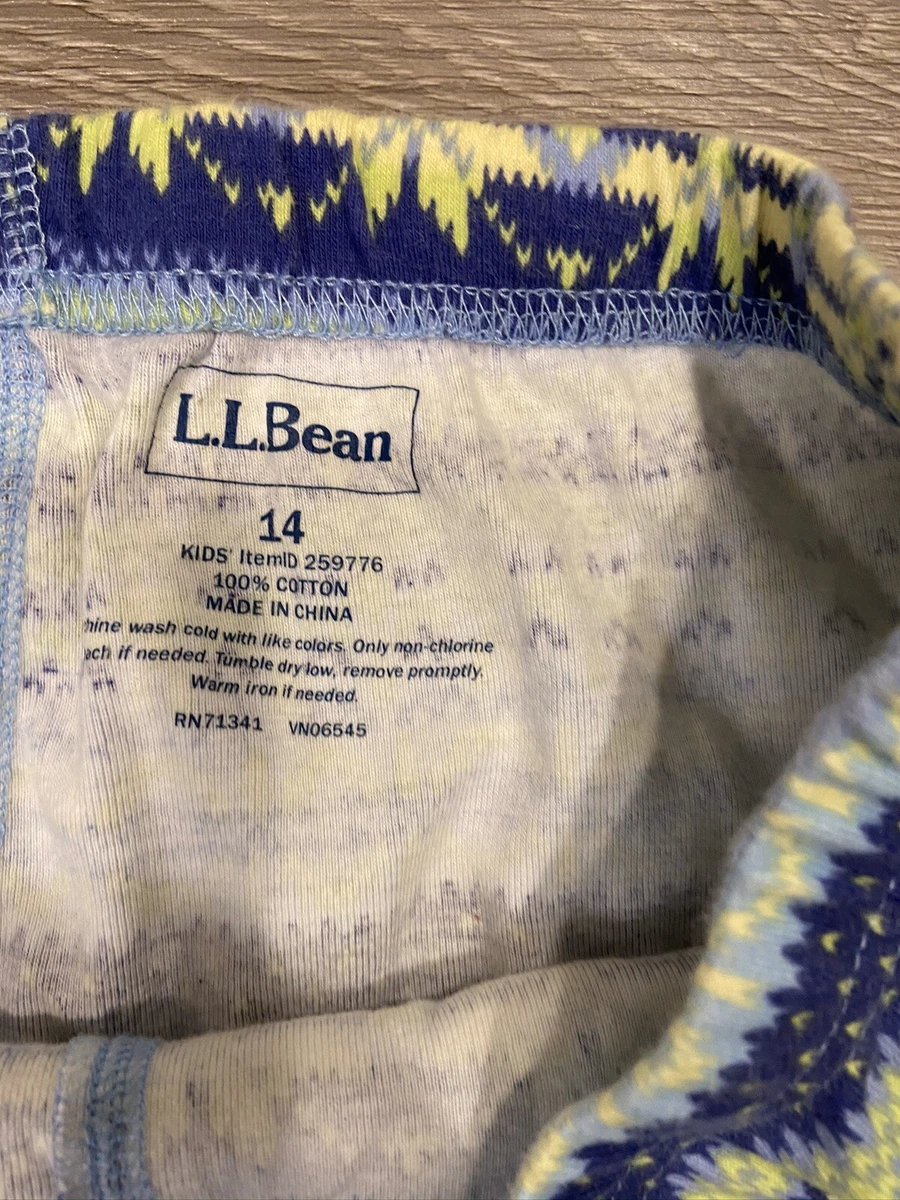 L.L.Bean
14
KIDS' ItemID 259776
100% COTTON
MADE IN CHINA
hine wash cold with like colors. Only non-chlorine
ach if needed. Tumble dry low, remove promptly.
Warm iron if needed.
RN71341 VN06545